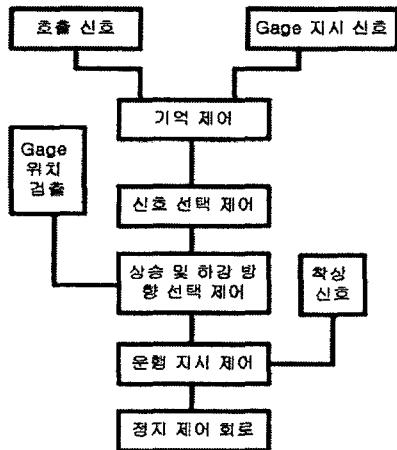 호출 신호
Gage 지시 신호
기억 제어
Gage
위치
검출
신호 선택 제어
상승 및 하강 방
향 선택 제어
착상
신호
운행 지시 제어
정지 제어 회로